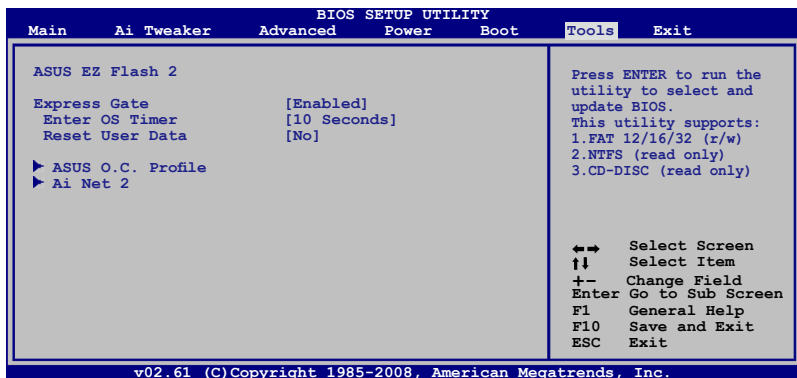 BIOS SETUP UTILITY
Main Ai Tweaker Advanced Power Boot Tools Exit
ASUS EZ Flash 2
Express Gate [Enabled]
Enter OS Timer [10 Seconds]
Reset User Data [No]
ASUS O.C. Profile
Ai Net 2
Press ENTER to run the
utility to select and
update BIOS.
This utility supports:
1.FAT 12/16/32 (r/w)
2.NTFS (read only)
3.CD-DISC (read only)
←→ Select Screen
↑↓ Select Item
+- Change Field
Enter Go to Sub Screen
F1 General Help
F10 Save and Exit
ESC Exit
v02.61 (C)Copyright 1985-2008, American Megatrends, Inc.